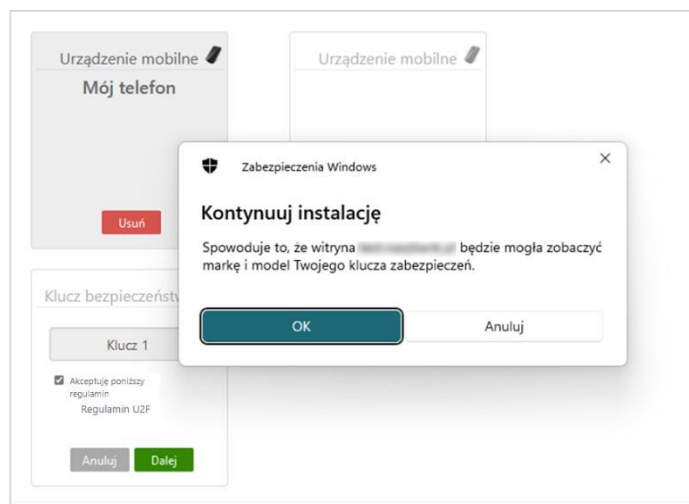 Urządzenie mobilne
Mój telefon
Usuń
Urządzenie mobilne
Zabezpieczenia Windows
Kontynuuj instalację
Spowoduje to, że witryna będzie mogła zobaczyć
markę i model Twojego klucza zabezpieczeń.
OK
Anuluj
Klucz bezpieczeństw
Klucz 1
Akceptuję poniższy
regulamin
Regulamin U2F
Anuluj
Dalej